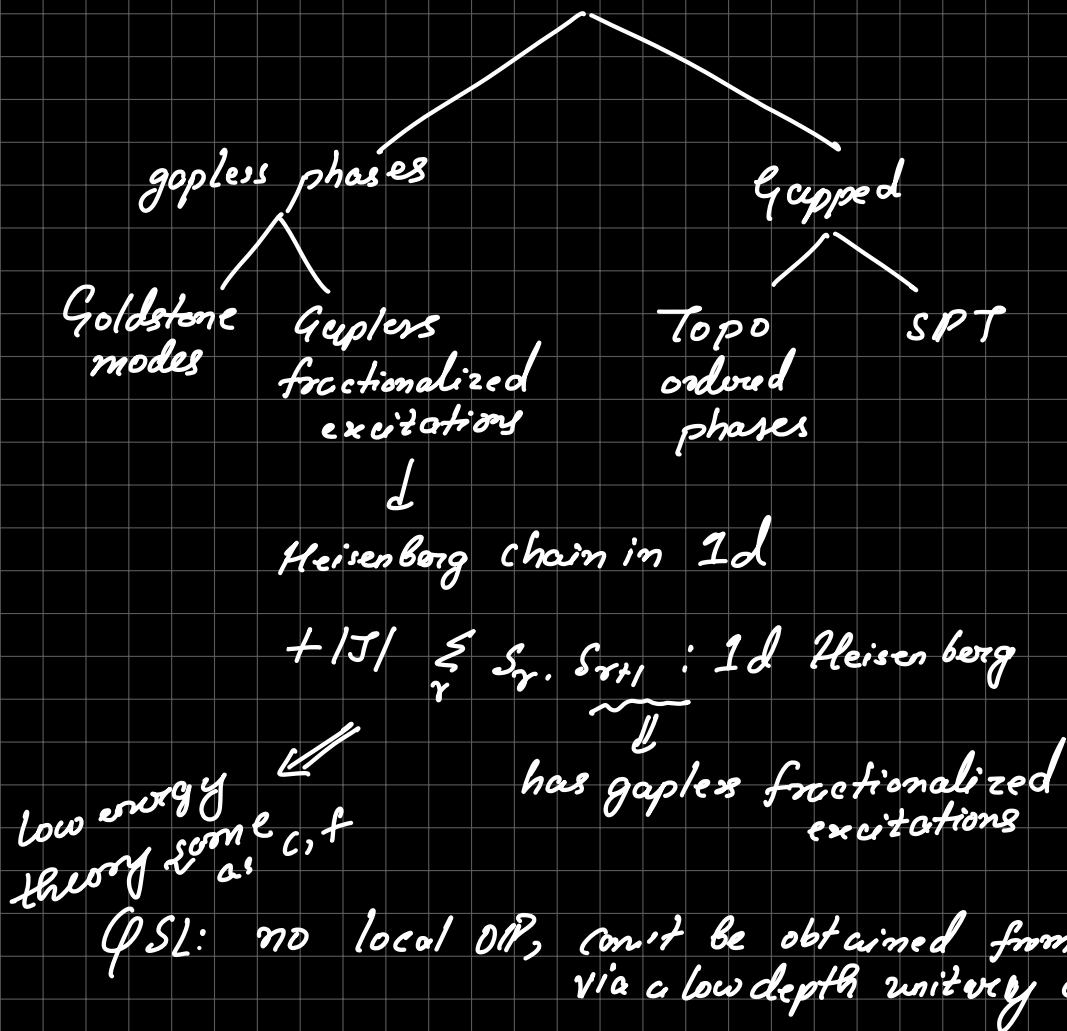 gapless phases
Gapped
Goldstone
modes
Gapless
fractionalized
excitations
Topo
ordered
phases
SPT
Heisenberg chain in 1d
+|J| Σ_r S_r. S_{r+1} : 1d Heisenberg
has gapless fractionalized
excitations
low energy
theory same
as c, f
QSL: no local OP, can't be obtained from
via a low depth unitary